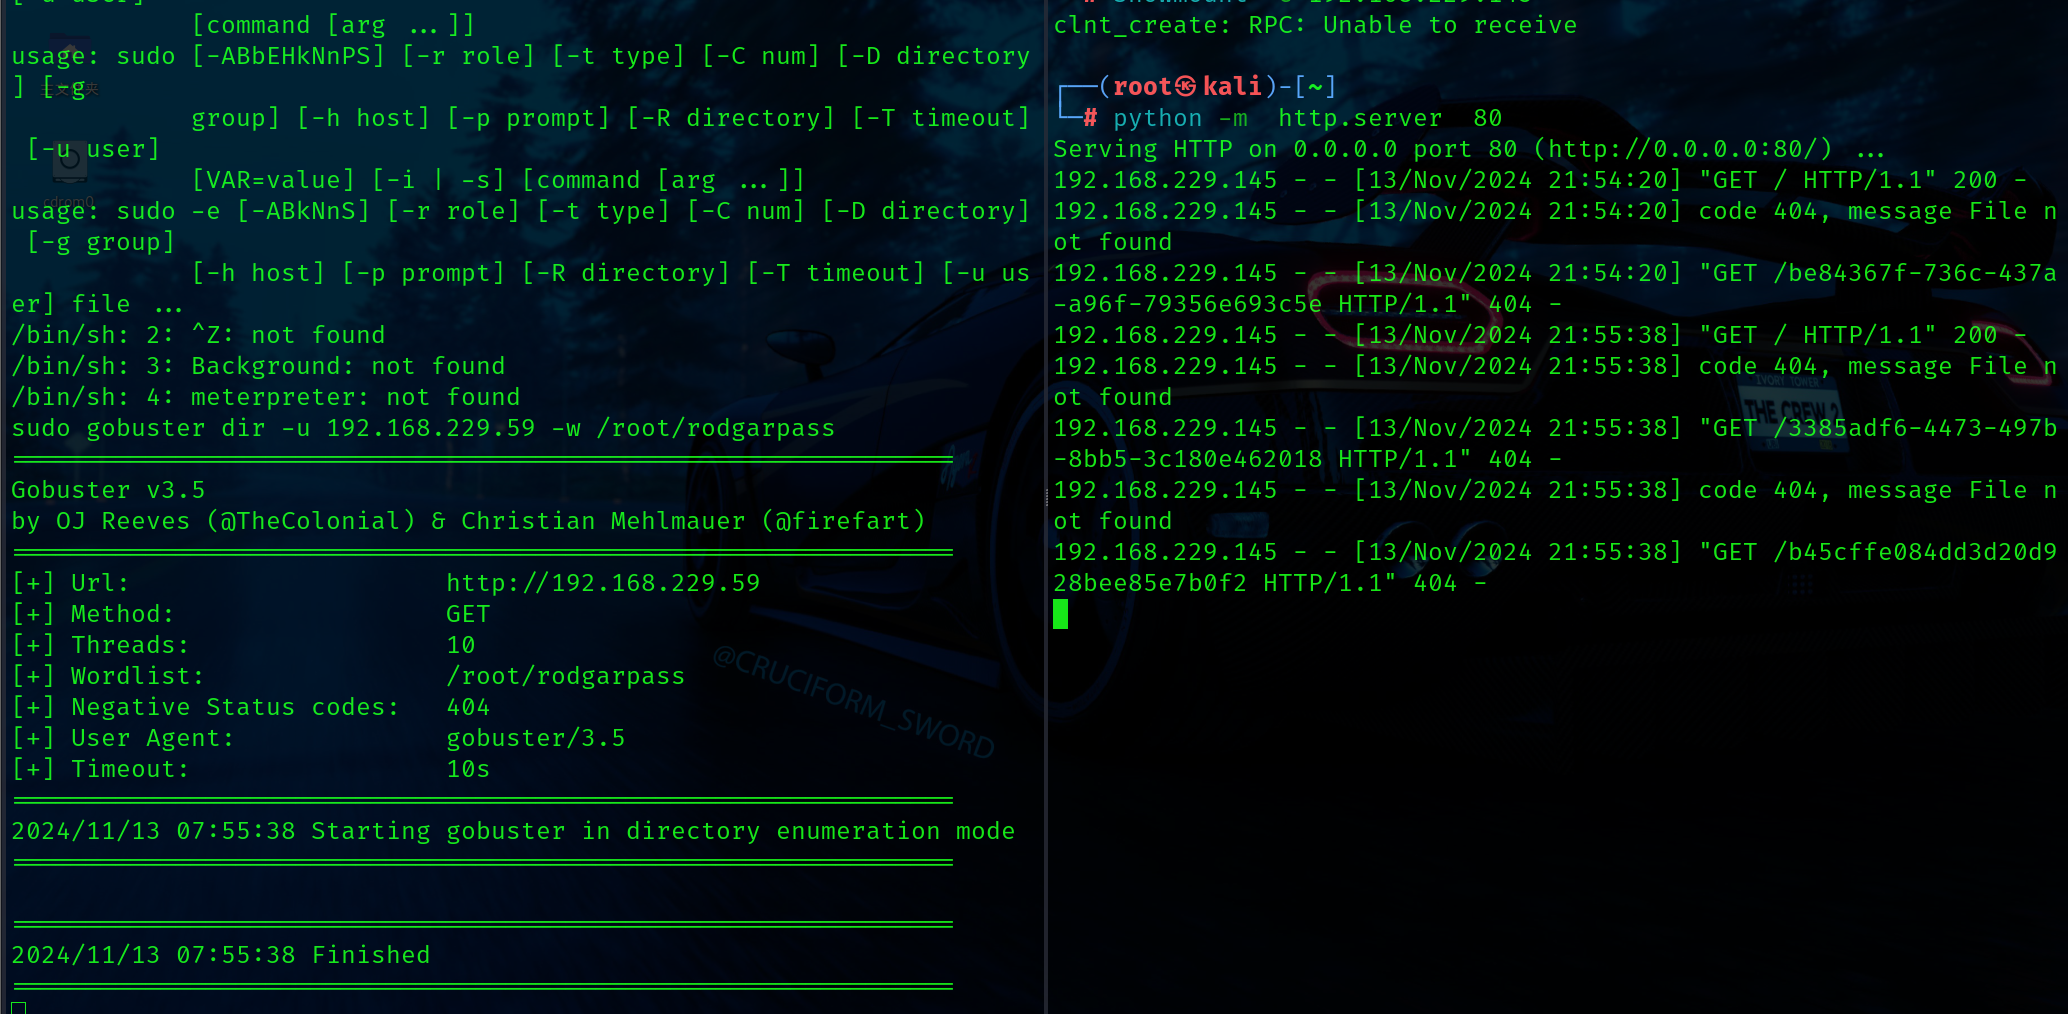 [command [arg ...]]
usage: sudo [-ABbEHkNnPS] [-r role] [-t type] [-C num] [-D directory
] [-g
group] [-h host] [-p prompt] [-R directory] [-T timeout]
[-u user]
[VAR=value] [-i | -s] [command [arg ...]]
usage: sudo -e [-ABkNnS] [-r role] [-t type] [-C num] [-D directory]
[-g group]
[-h host] [-p prompt] [-R directory] [-T timeout] [-u us
er] file ...
/bin/sh: 2: ^Z: not found
/bin/sh: 3: Background: not found
/bin/sh: 4: meterpreter: not found
sudo gobuster dir -u 192.168.229.59 -w /root/rodgarpass
===============================================================
Gobuster v3.5
by OJ Reeves (@TheColonial) & Christian Mehlmauer (@firefart)
===============================================================
[+] Url:                     http://192.168.229.59
[+] Method:                  GET
[+] Threads:                 10
[+] Wordlist:                /root/rodgarpass
[+] Negative Status codes:   404
[+] User Agent:              gobuster/3.5
[+] Timeout:                 10s
===============================================================
2024/11/13 07:55:38 Starting gobuster in directory enumeration mode
===============================================================
===============================================================
2024/11/13 07:55:38 Finished
===============================================================
clnt_create: RPC: Unable to receive
┌──(root㉿kali)-[~]
└─# python -m  http.server  80
Serving HTTP on 0.0.0.0 port 80 (http://0.0.0.0:80/) ...
192.168.229.145 - - [13/Nov/2024 21:54:20] "GET / HTTP/1.1" 200 -
192.168.229.145 - - [13/Nov/2024 21:54:20] code 404, message File n
ot found
192.168.229.145 - - [13/Nov/2024 21:54:20] "GET /be84367f-736c-437a
-a96f-79356e693c5e HTTP/1.1" 404 -
192.168.229.145 - - [13/Nov/2024 21:55:38] "GET / HTTP/1.1" 200 -
192.168.229.145 - - [13/Nov/2024 21:55:38] code 404, message File n
ot found
192.168.229.145 - - [13/Nov/2024 21:55:38] "GET /3385adf6-4473-497b
-8bb5-3c180e462018 HTTP/1.1" 404 -
192.168.229.145 - - [13/Nov/2024 21:55:38] code 404, message File n
ot found
192.168.229.145 - - [13/Nov/2024 21:55:38] "GET /b45cffe084dd3d20d9
28bee85e7b0f2 HTTP/1.1" 404 -
IVORY TOWER
THE CREW 2
@CRUCIFORM_SWORD
cdrom0